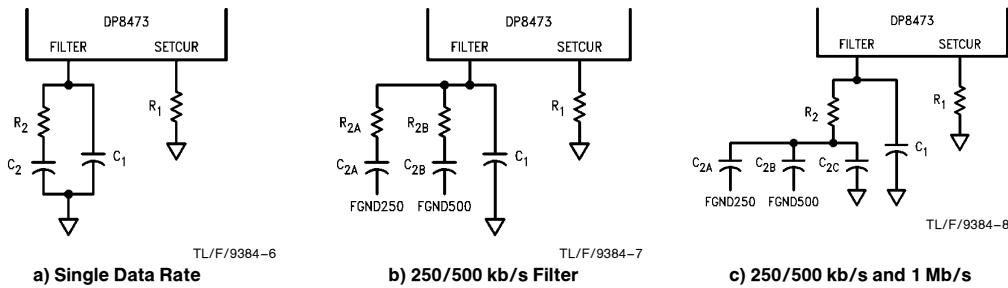 DP8473
FILTER SETCUR
R2
C2
C1
R1
TL/F/9384–6
a) Single Data Rate
DP8473
FILTER SETCUR
R2A
C2A
FGND250
R2B
C2B
FGND500
C1
R1
TL/F/9384–7
b) 250/500 kb/s Filter
DP8473
FILTER SETCUR
R2
C2A
FGND250
C2B
FGND500
C2C
C1
R1
TL/F/9384–8
c) 250/500 kb/s and 1 Mb/s